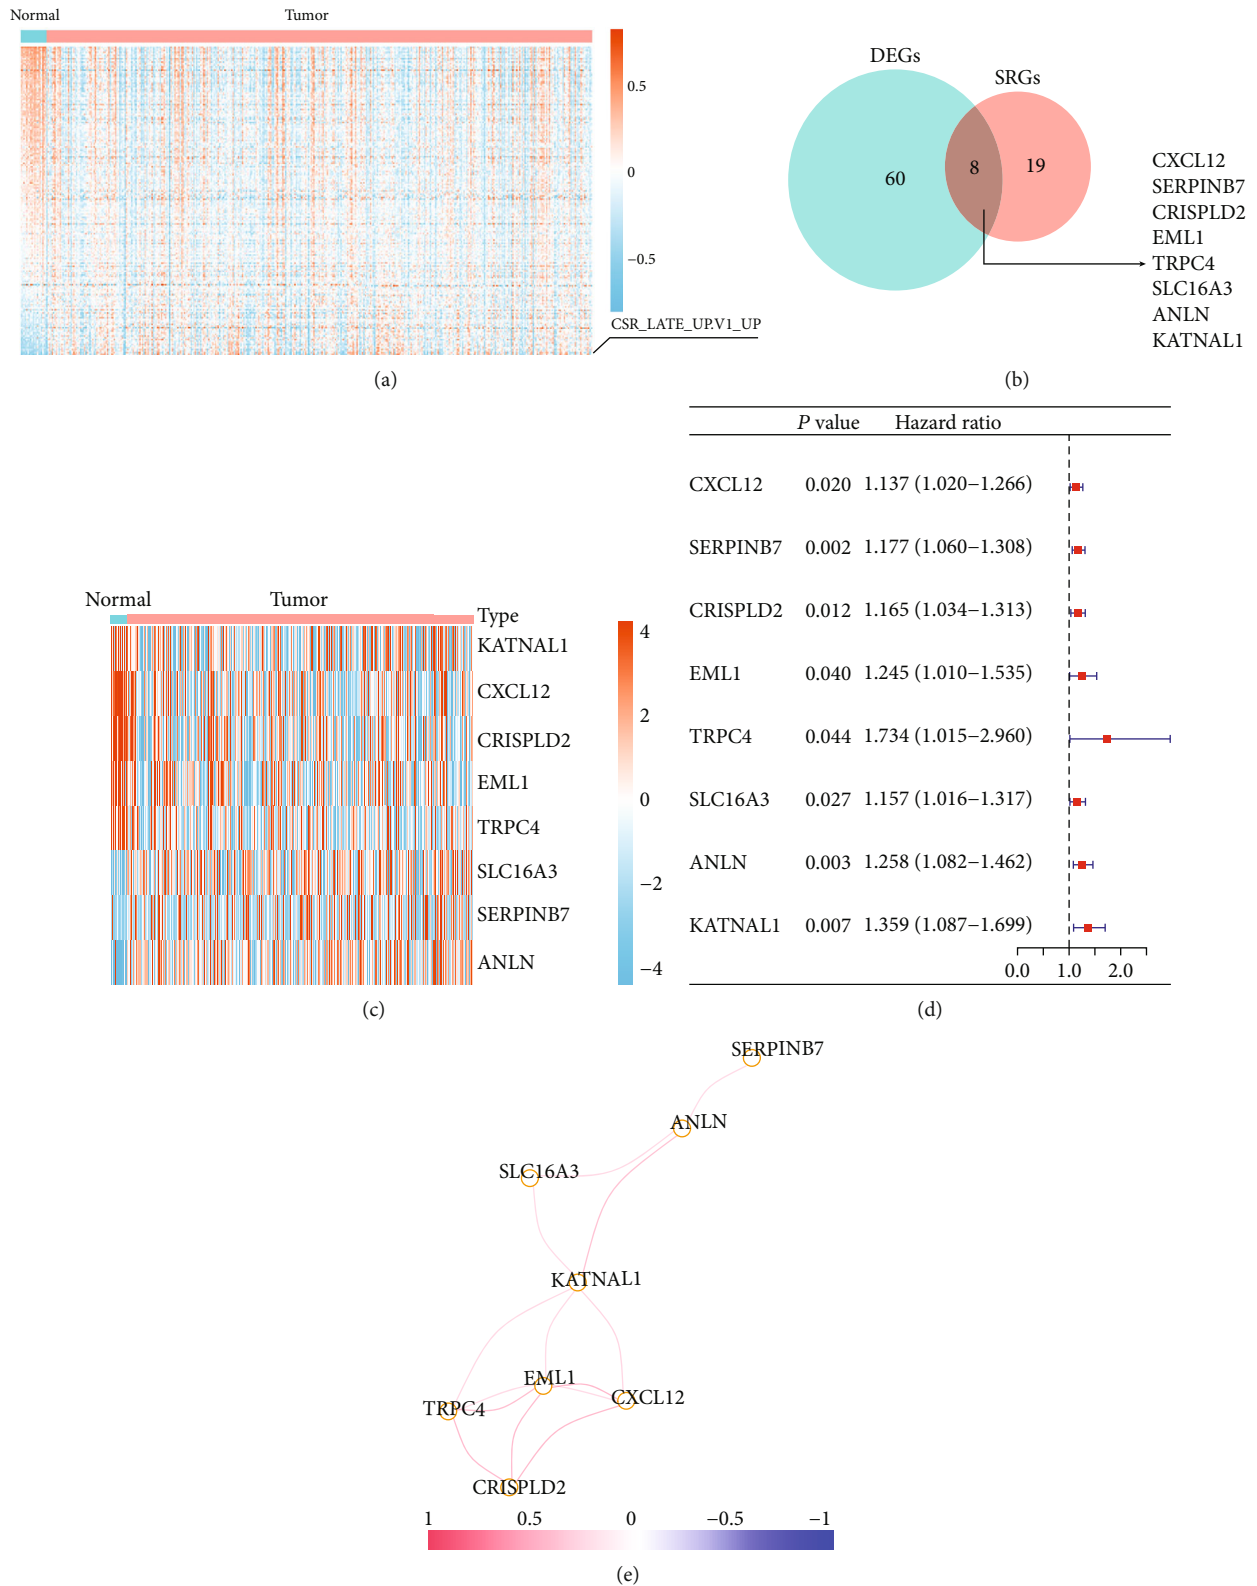 Normal Tumor
0.5
0
−0.5
CSR_LATE_UP.V1_UP
(a)
DEGs
SRGs
60
8
19
CXCL12
SERPINB7
CRISPLD2
EML1
TRPC4
SLC16A3
ANLN
KATNAL1
(b)
Normal Tumor
Type
KATNAL1
CXCL12
CRISPLD2
EML1
TRPC4
SLC16A3
SERPINB7
ANLN
4
2
0
−2
−4
(c)
P value Hazard ratio
CXCL12 0.020 1.137 (1.020−1.266)
SERPINB7 0.002 1.177 (1.060−1.308)
CRISPLD2 0.012 1.165 (1.034−1.313)
EML1 0.040 1.245 (1.010−1.535)
TRPC4 0.044 1.734 (1.015−2.960)
SLC16A3 0.027 1.157 (1.016−1.317)
ANLN 0.003 1.258 (1.082−1.462)
KATNAL1 0.007 1.359 (1.087−1.699)
0.0 1.0 2.0
(d)
SERPINB7
ANLN
SLC16A3
KATNAL1
EML1
CXCL12
TRPC4
CRISPLD2
1 0.5 0 −0.5 −1
(e)